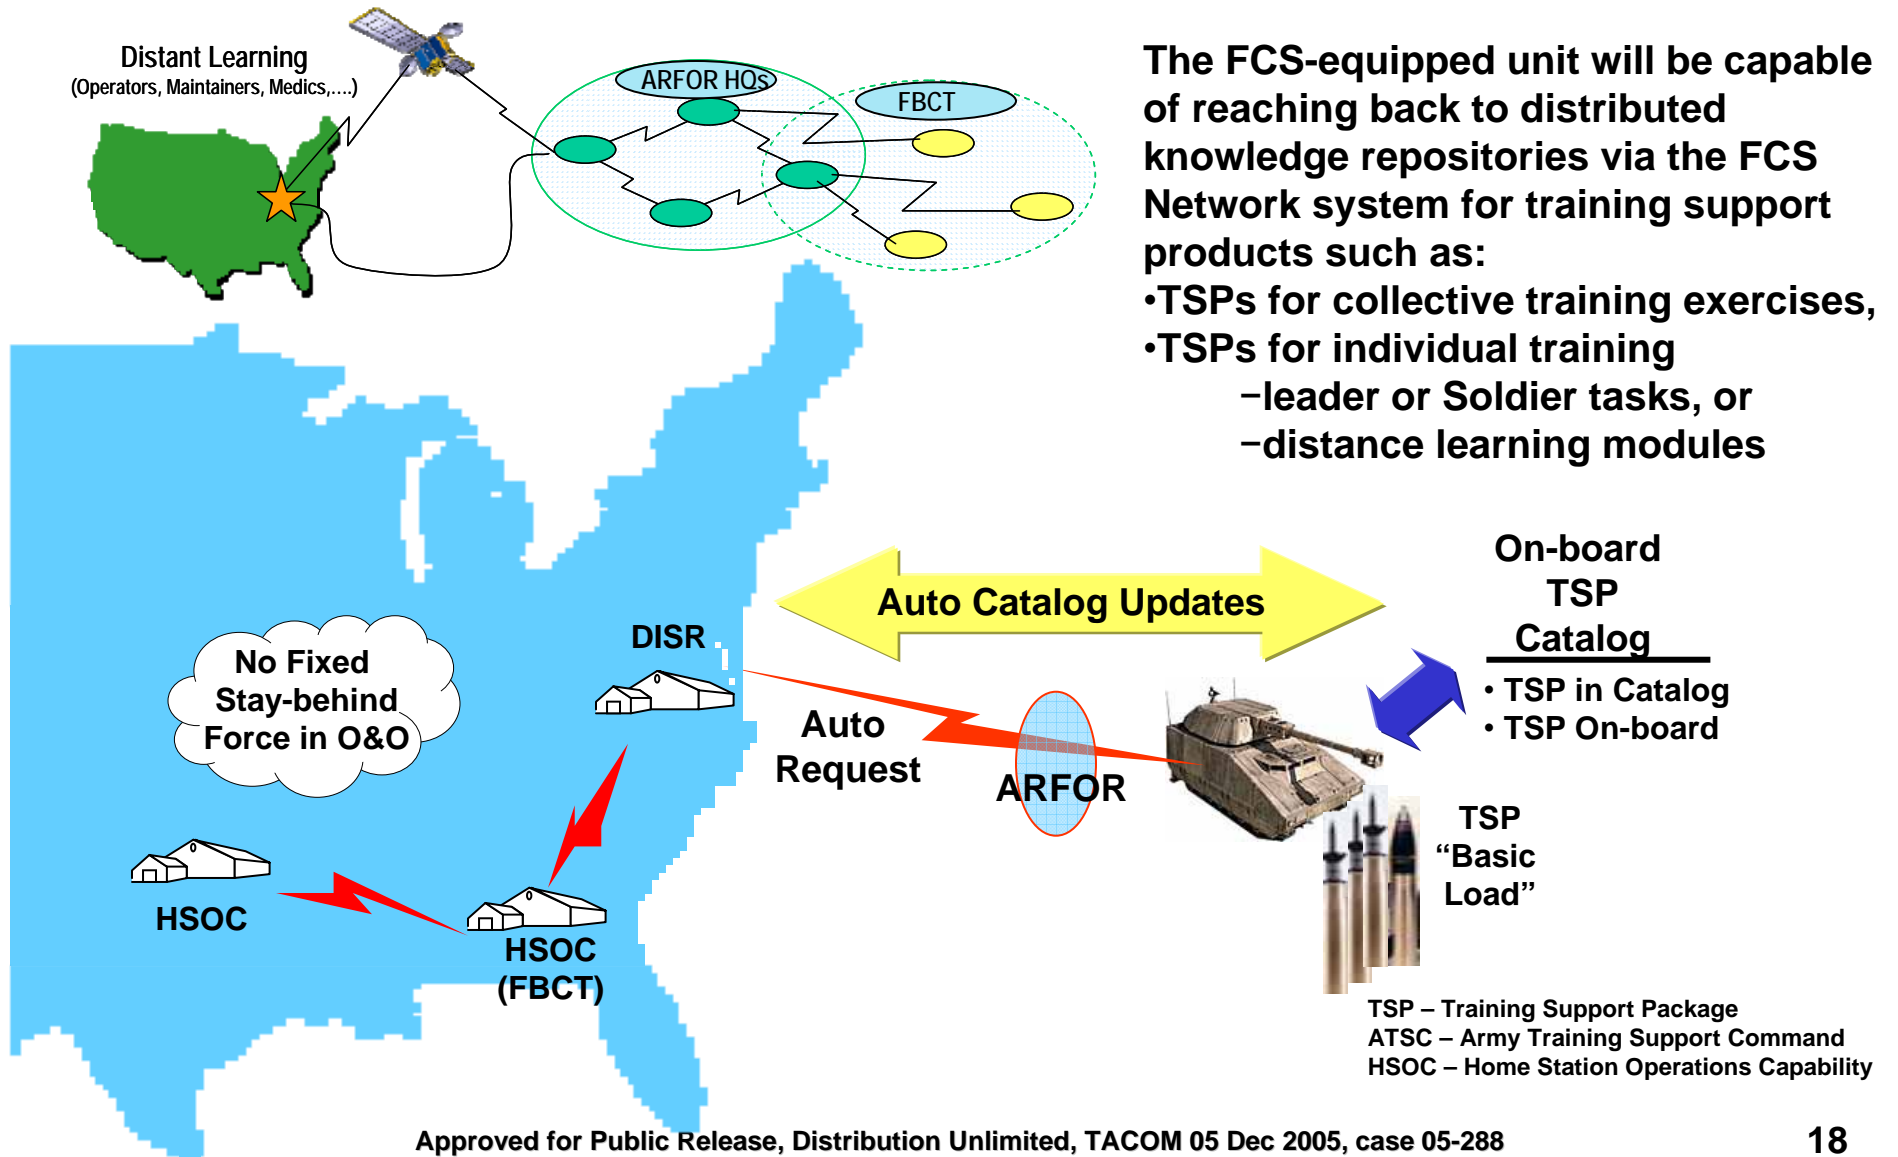 Distant Learning
(Operators, Maintainers, Medics,....)
ARFOR HQs
FBCT
The FCS-equipped unit will be capable
of reaching back to distributed
knowledge repositories via the FCS
Network system for training support
products such as:
•TSPs for collective training exercises,
•TSPs for individual training
−leader or Soldier tasks, or
−distance learning modules
Auto Catalog Updates
On-board
TSP
Catalog
• TSP in Catalog
• TSP On-board
DISR
No Fixed
Stay-behind
Force in O&O
Auto
Request
ARFOR
TSP
“Basic
Load”
HSOC
HSOC
(FBCT)
TSP – Training Support Package
ATSC – Army Training Support Command
HSOC – Home Station Operations Capability
Approved for Public Release, Distribution Unlimited, TACOM 05 Dec 2005, case 05-288
18